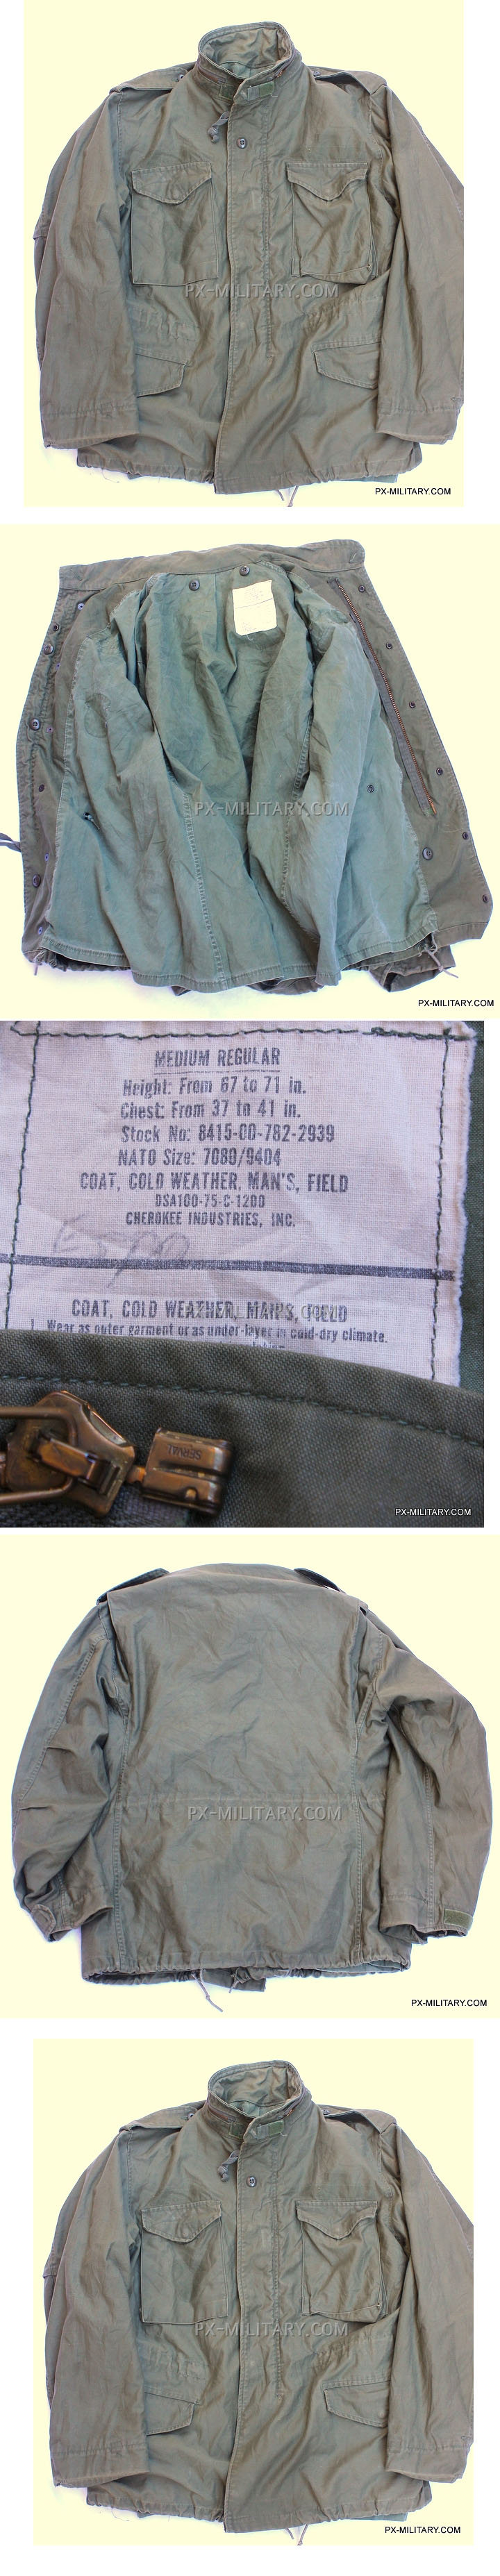 PX-MILITARY.COM
PX-MILITARY.COM
PX-MILITARY.COM
PX-MILITARY.COM
MEDIUM REGULAR
Height: From 67 to 71 in.
Chest: From 37 to 41 in.
Stock No: 8415-00-782-2939
NATO Size: 7080/9404
COAT, COLD WEATHER, MAN'S, FIELD
DSA100-75-C-1200
CHEROKEE INDUSTRIES, INC.
COAT, COLD WEATHER, MAN'S, FIELD
1. Wear as outer garment or as under-layer in cold-dry climate.
SERVAL
PX-MILITARY.COM
PX-MILITARY.COM
PX-MILITARY.COM
PX-MILITARY.COM
PX-MILITARY.COM